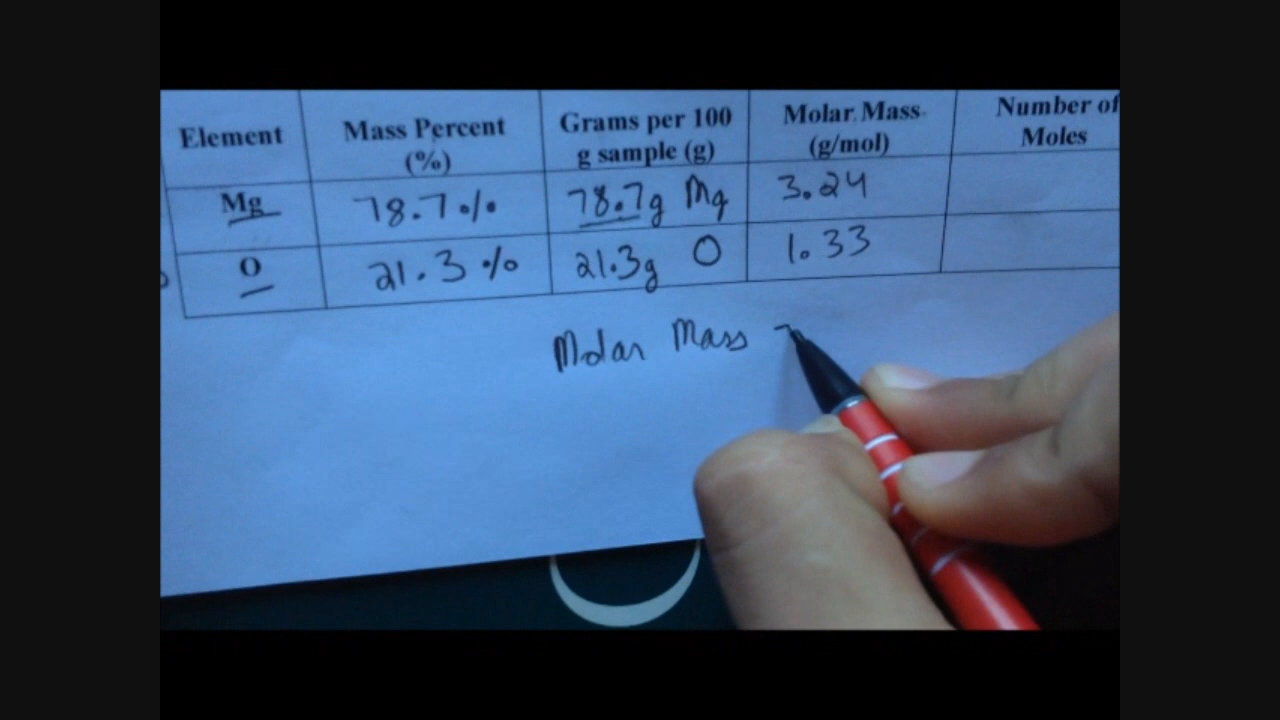 Element Mass Percent (%) Grams per 100 g sample (g) Molar Mass (g/mol) Number of Moles
Mg 78.7% 78.7g Mg 3.24
O 21.3% 21.3g O 1.33
Molar Mass